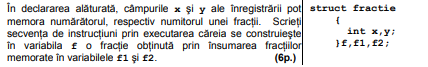 În declararea alăturată, câmpurile x şi y ale înregistrării pot
memora numărătorul, respectiv numitorul unei fracţii. Scrieţi
secvenţa de instrucţiuni prin executarea căreia se construieşte
în variabila f o fracţie obţinută prin însumarea fracţiilor
memorate în variabilele f1 şi f2. (6p.)
struct fractie
{
int x,y;
}f,f1,f2;